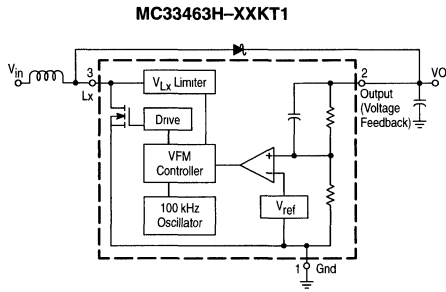 MC33463H–XXKT1
Vin
3
Lx
VLx Limiter
Drive
VFM
Controller
100 kHz
Oscillator
+
−
Vref
2
Output
(Voltage
Feedback)
VO
1
Gnd